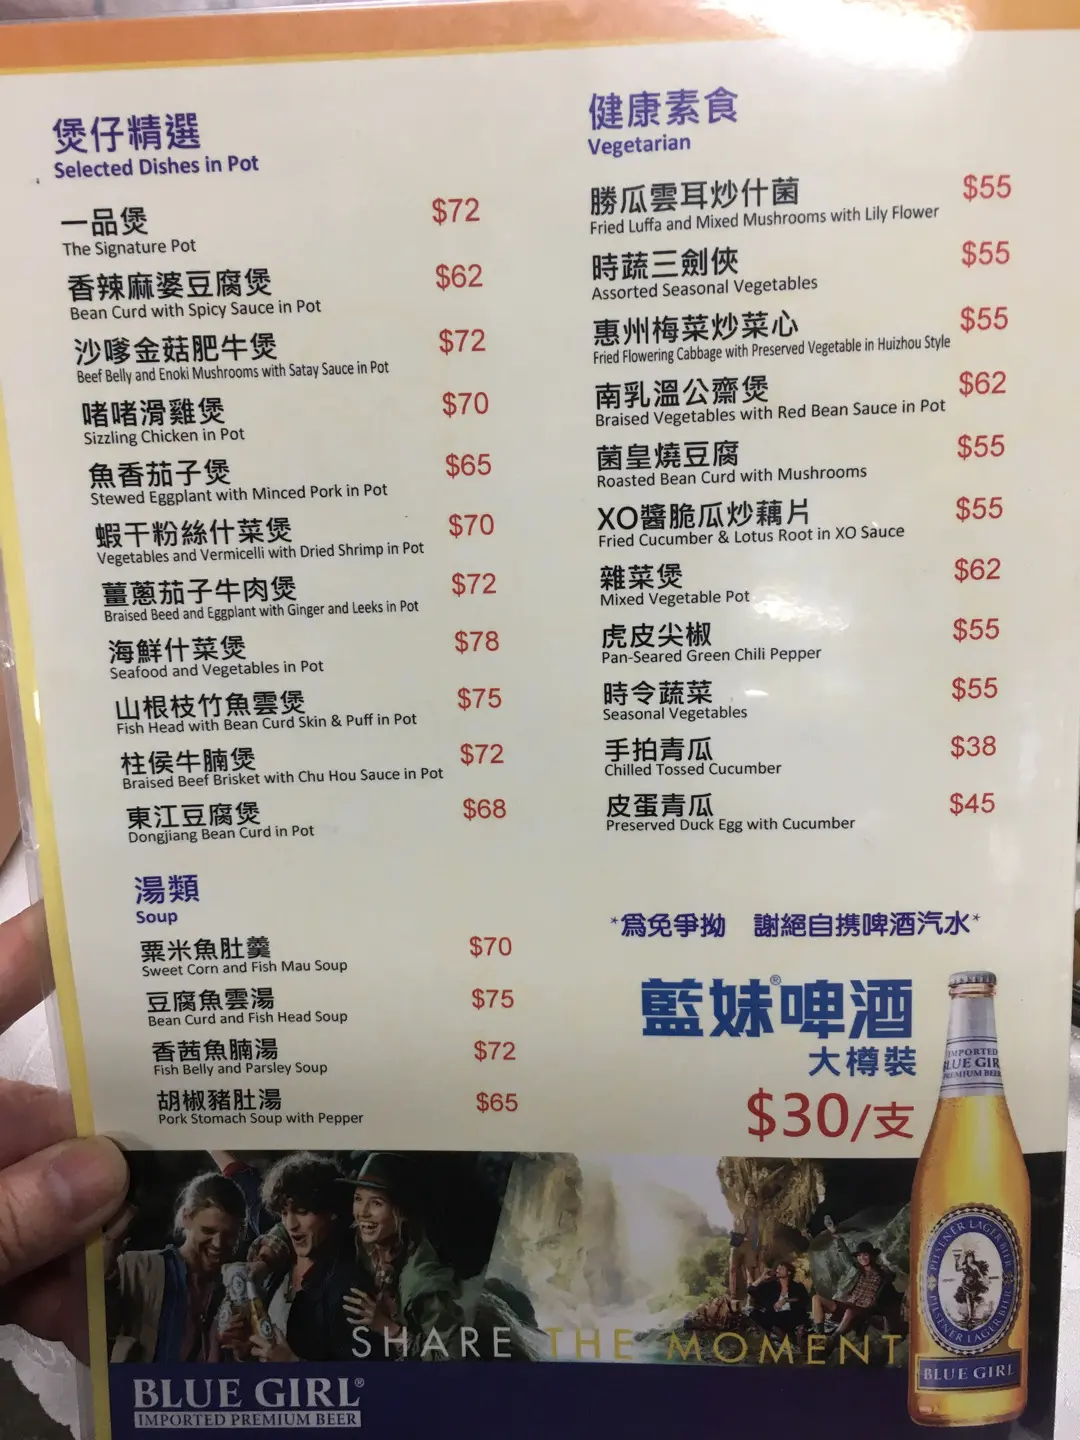 煲仔精選
Selected Dishes in Pot
一品煲 $72
The Signature Pot
香辣麻婆豆腐煲 $62
Bean Curd with Spicy Sauce in Pot
沙嗲金菇肥牛煲 $72
Beef Belly and Enoki Mushrooms with Satay Sauce in Pot
啫啫滑雞煲 $70
Sizzling Chicken in Pot
魚香茄子煲 $65
Stewed Eggplant with Minced Pork in Pot
蝦干粉絲什菜煲 $70
Vegetables and Vermicelli with Dried Shrimp in Pot
薑蔥茄子牛肉煲 $72
Braised Beed and Eggplant with Ginger and Leeks in Pot
海鮮什菜煲 $78
Seafood and Vegetables in Pot
山根枝竹魚雲煲 $75
Fish Head with Bean Curd Skin & Puff in Pot
柱侯牛腩煲 $72
Braised Beef Brisket with Chu Hou Sauce in Pot
東江豆腐煲 $68
Dongjiang Bean Curd in Pot
湯類
Soup
粟米魚肚羹 $70
Sweet Corn and Fish Mau Soup
豆腐魚雲湯 $75
Bean Curd and Fish Head Soup
香茜魚腩湯 $72
Fish Belly and Parsley Soup
胡椒豬肚湯 $65
Pork Stomach Soup with Pepper
健康素食
Vegetarian
勝瓜雲耳炒什菌 $55
Fried Luffa and Mixed Mushrooms with Lily Flower
時蔬三劍俠 $55
Assorted Seasonal Vegetables
惠州梅菜炒菜心 $55
Fried Flowering Cabbage with Preserved Vegetable in Huizhou Style
南乳溫公齋煲 $62
Braised Vegetables with Red Bean Sauce in Pot
菌皇燒豆腐 $55
Roasted Bean Curd with Mushrooms
XO醬脆瓜炒藕片 $55
Fried Cucumber & Lotus Root in XO Sauce
雜菜煲 $62
Mixed Vegetable Pot
虎皮尖椒 $55
Pan-Seared Green Chili Pepper
時令蔬菜 $55
Seasonal Vegetables
手拍青瓜 $38
Chilled Tossed Cucumber
皮蛋青瓜 $45
Preserved Duck Egg with Cucumber
*為免爭拗 謝絕自携啤酒汽水*
藍妹®啤酒
大樽裝
$30/支
IMPORTED
BLUE GIRL
PREMIUM BEER
PILSENER LAGER BIER
PILSENER LAGER BIER
BLUE GIRL
SHARE THE MOMENT
BLUE GIRL®
IMPORTED PREMIUM BEER